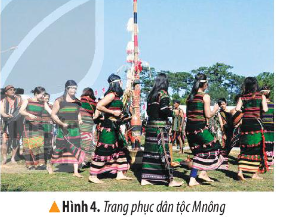 ▲Hình 4. Trang phục dân tộc Mnông